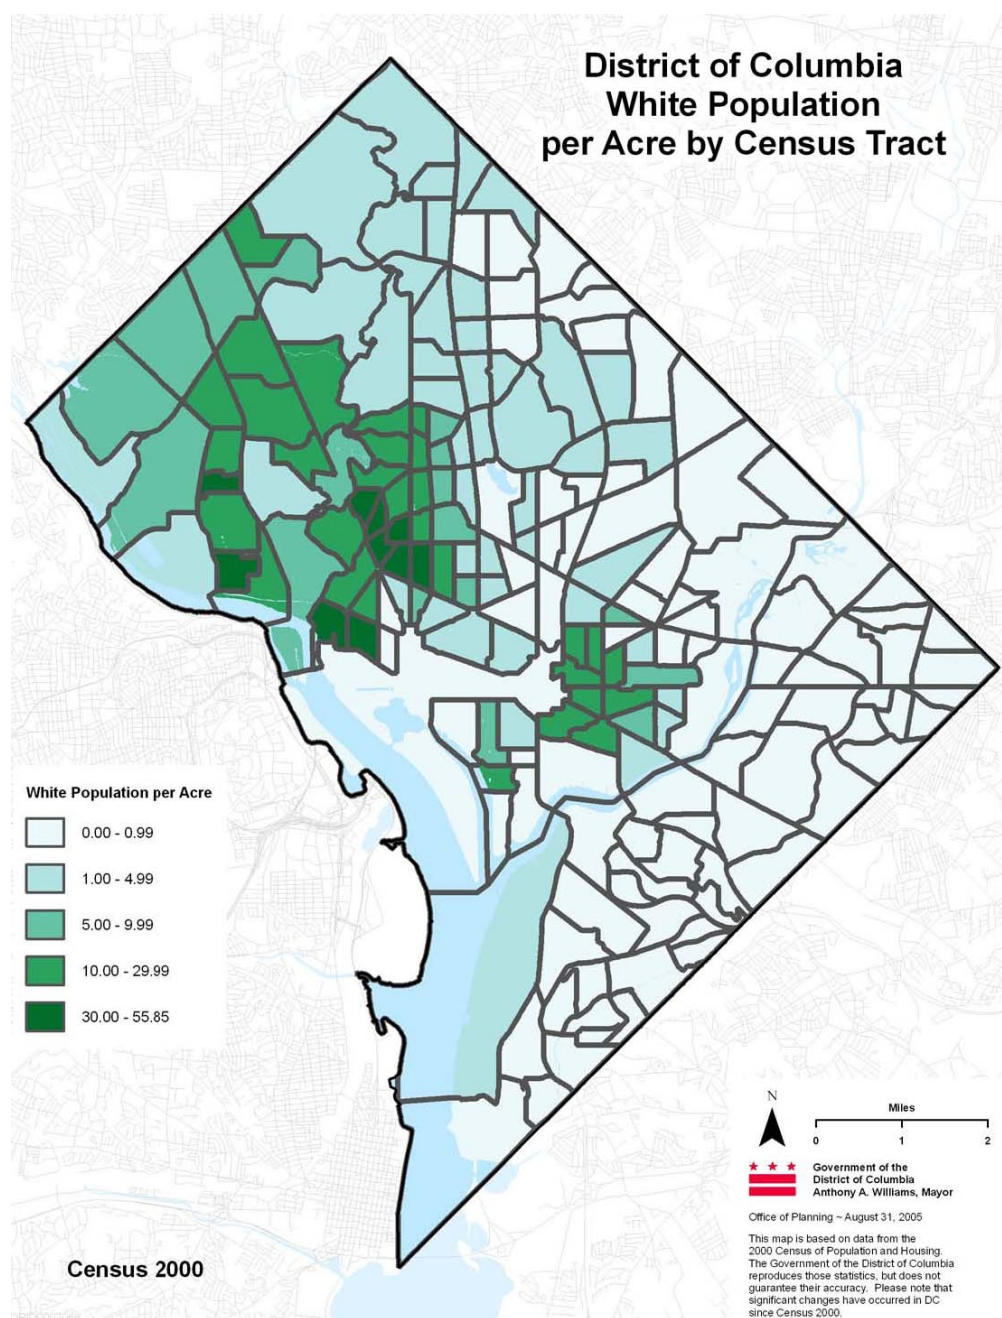 District of Columbia
White Population
per Acre by Census Tract
White Population per Acre
0.00 - 0.99
1.00 - 4.99
5.00 - 9.99
10.00 - 29.99
30.00 - 55.85
N
Miles
0 1 2
Government of the
District of Columbia
Anthony A. Williams, Mayor
Office of Planning ~ August 31, 2005
This map is based on data from the
2000 Census of Population and Housing.
The Government of the District of Columbia
reproduces those statistics, but does not
guarantee their accuracy. Please note that
significant changes have occurred in DC
since Census 2000.
Census 2000